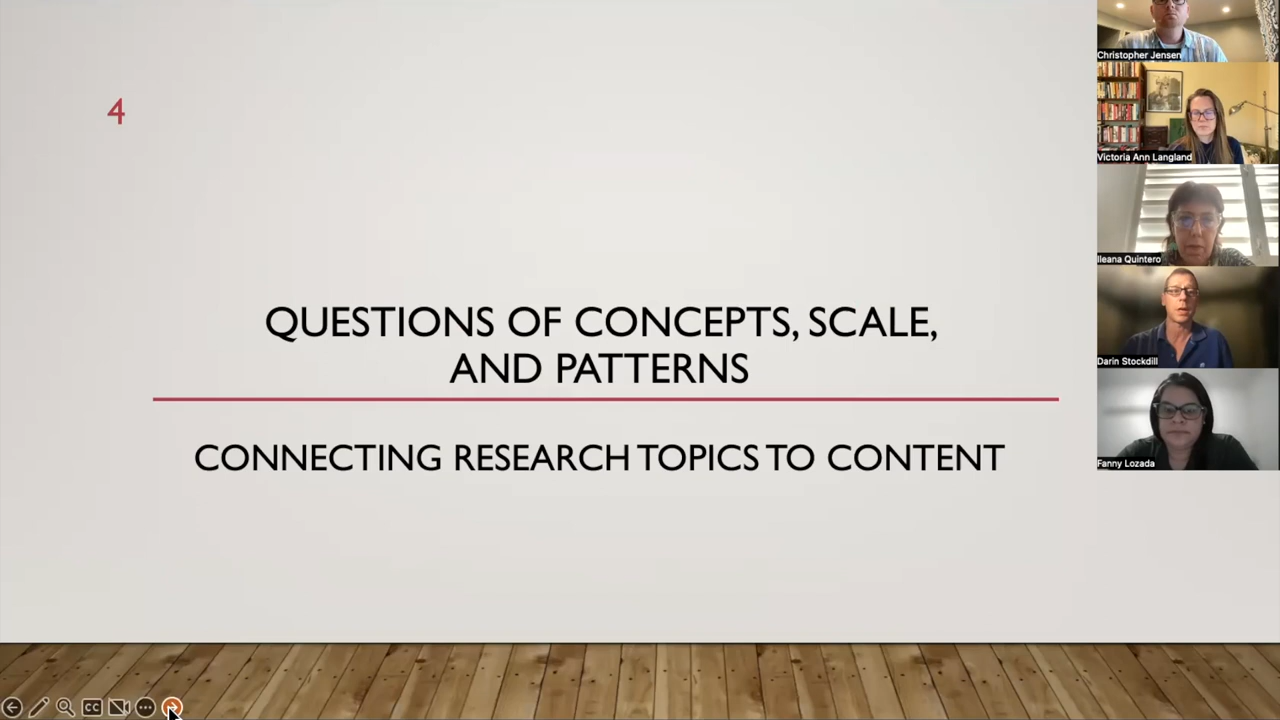 4
QUESTIONS OF CONCEPTS, SCALE,
AND PATTERNS
CONNECTING RESEARCH TOPICS TO CONTENT
Christopher Jensen
Victoria Ann Langland
Ileana Quintero
Darin Stockdill
Fanny Lozada
CC